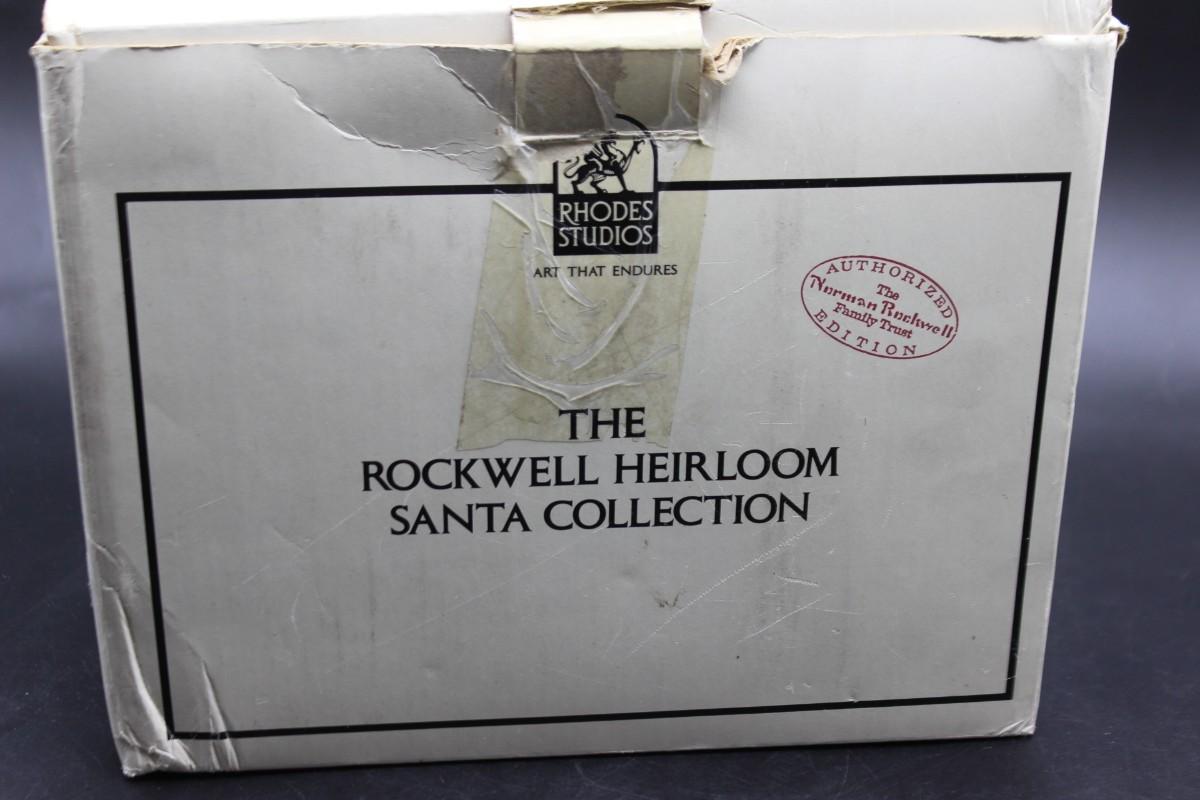 RHODES
STUDIOS
ART THAT ENDURES
AUTHORIZED
The
Norman Rockwell
Family Trust
EDITION
THE
ROCKWELL HEIRLOOM
SANTA COLLECTION